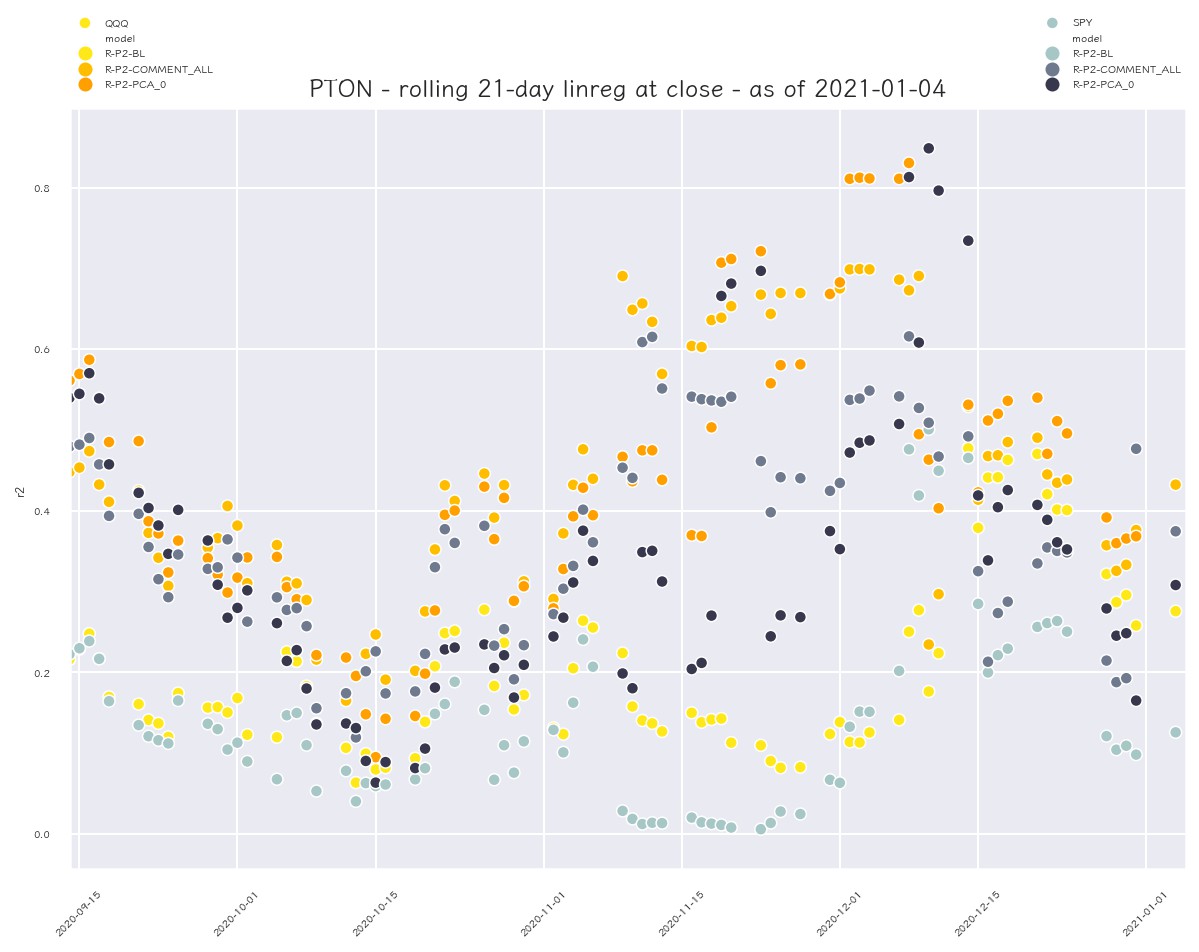 QQQ
model
R-P2-BL
R-P2-COMMENT_ALL
R-P2-PCA_0
SPY
model
R-P2-BL
R-P2-COMMENT_ALL
R-P2-PCA_0
PTON - rolling 21-day linreg at close - as of 2021-01-04
0.8
0.6
0.4
0.2
0.0
r2
2020-09-15
2020-10-01
2020-10-15
2020-11-01
2020-11-15
2020-12-01
2020-12-15
2021-01-01